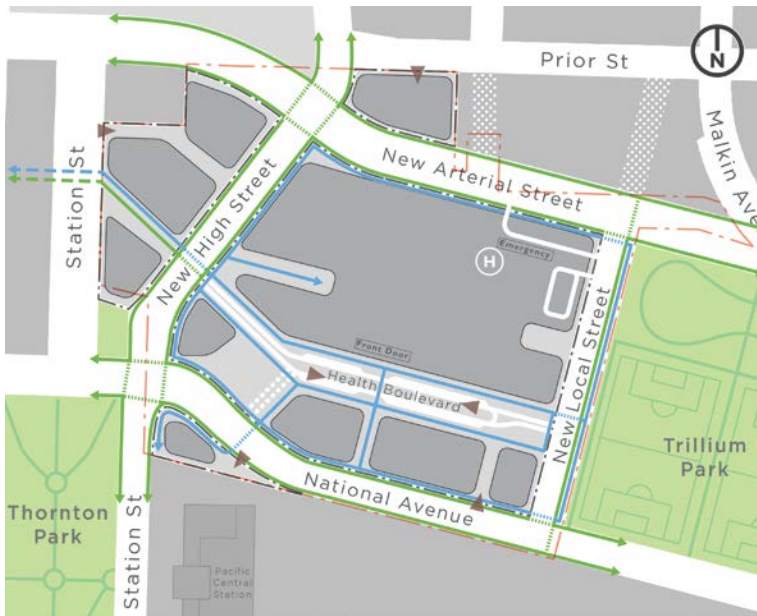 Prior St
N
Malkin Ave
New Arterial Street
Station St
New High Street
Emergency
H
New Local Street
Front Door
Health Boulevard
Trillium
Park
National Avenue
Thornton
Park
Station St
Pacific
Central
Station